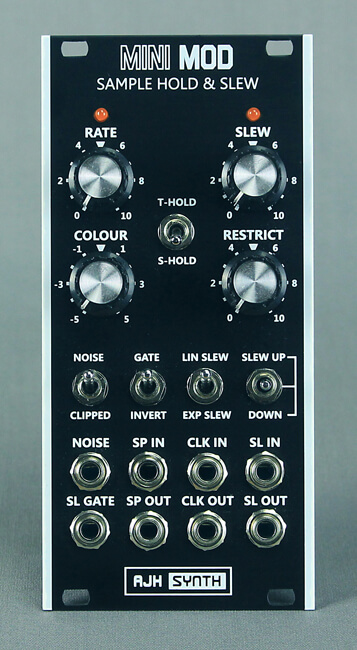 MINI MOD
SAMPLE HOLD & SLEW
RATE SLEW
4 6 4 6
2 8 2 8
0 10 0 10
T-HOLD
S-HOLD
COLOUR RESTRICT
-1 1 4 6
-3 3 2 8
-5 5 0 10
NOISE GATE LIN SLEW SLEW UP
CLIPPED INVERT EXP SLEW DOWN
NOISE SP IN CLK IN SL IN
SL GATE SP OUT CLK OUT SL OUT
AJH SYNTH